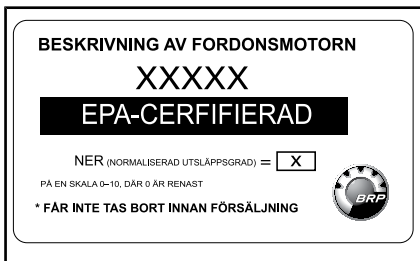 BESKRIVNING AV FORDONSMOTORN
XXXXX
EPA-CERFIFIERAD
NER (NORMALISERAD UTSLÄPPSGRAD) = X
PÅ EN SKALA 0–10, DÄR 0 ÄR RENAST
* FÅR INTE TAS BORT INNAN FÖRSÄLJNING
BRP